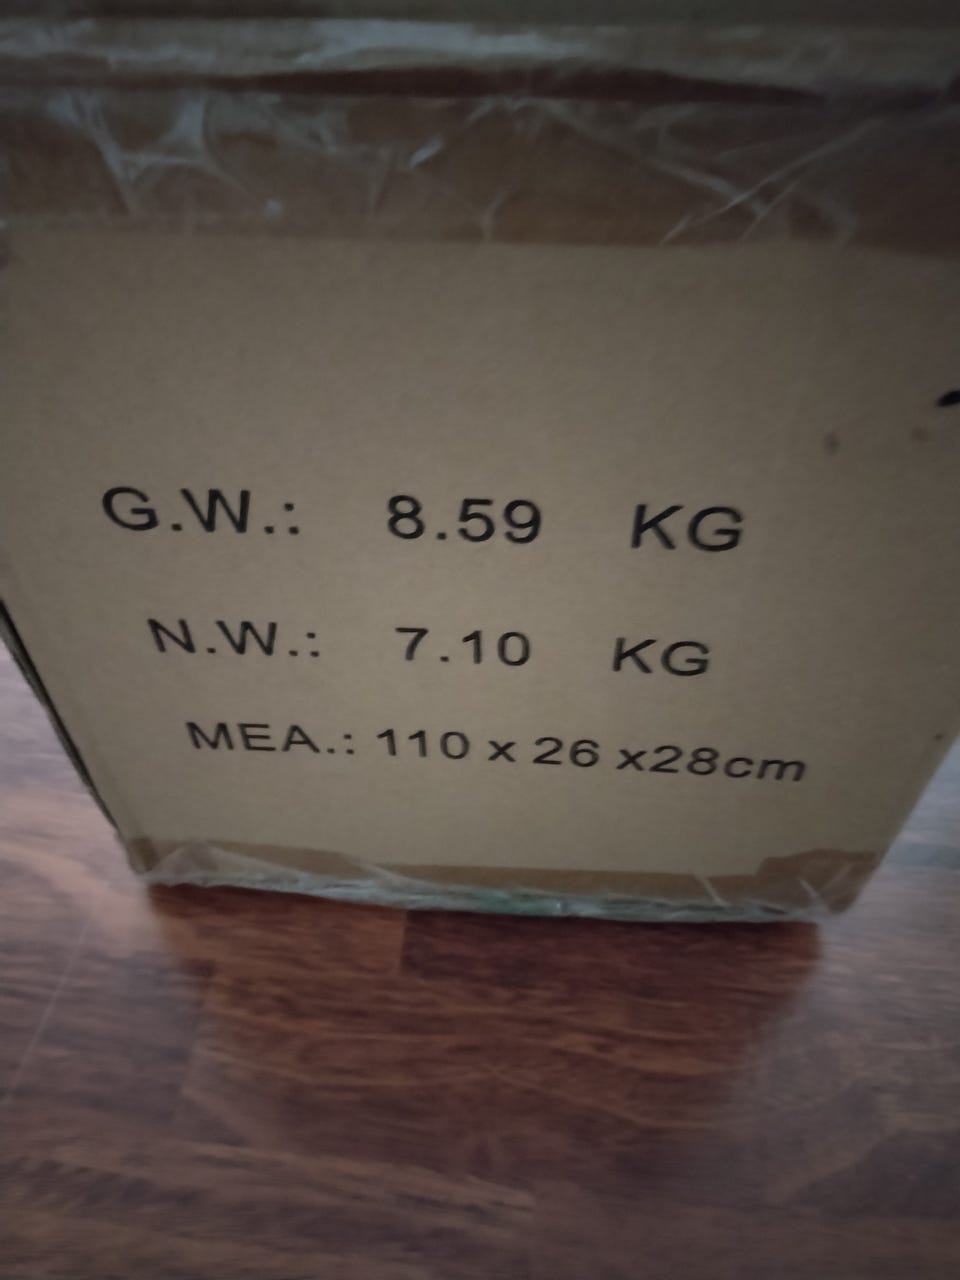 G.W.: 8.59 KG
N.W.: 7.10 KG
MEA.: 110 x 26 x28cm